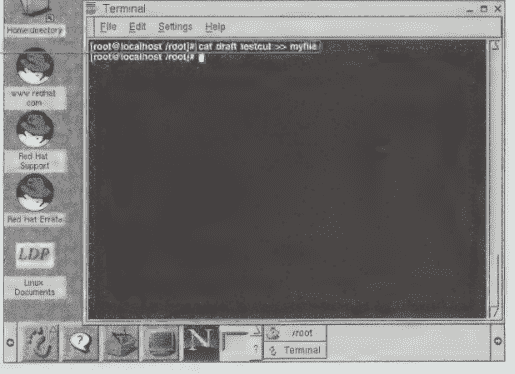 Terminal
File Edit Settings Help
[root@localhost /root]# cat draft testcut >> myfile
[root@localhost /root]#
Home directory
www.redhat.com
Red Hat Support
Red Hat Errata
LDP
Linux Documents
N
/root
? Terminal